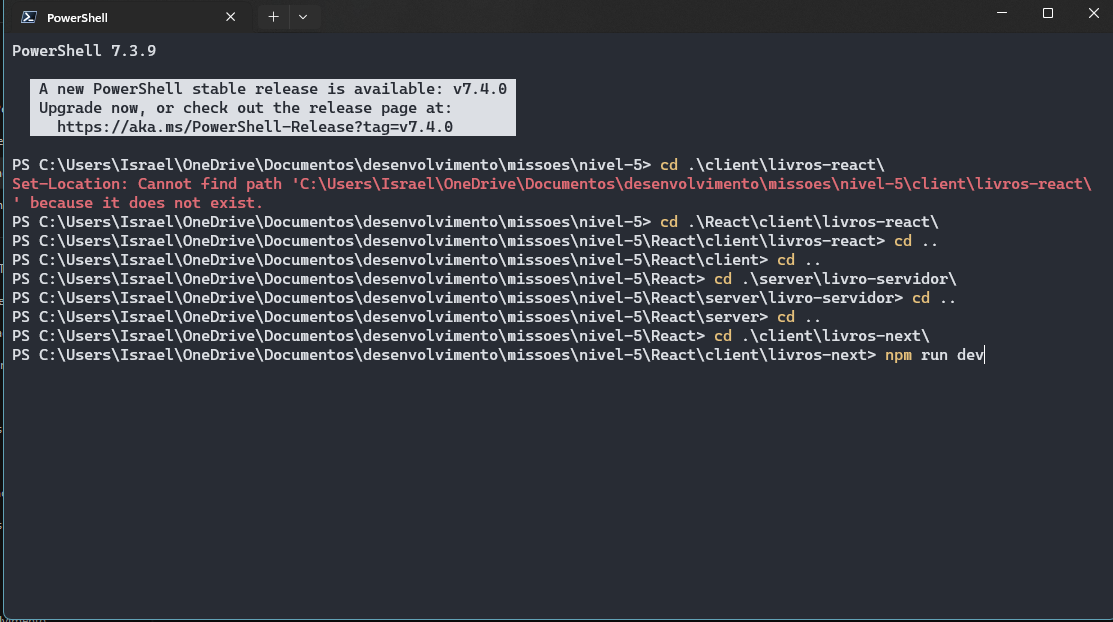 PowerShell
PowerShell 7.3.9
A new PowerShell stable release is available: v7.4.0
Upgrade now, or check out the release page at:
https://aka.ms/PowerShell-Release?tag=v7.4.0
PS C:\Users\Israel\OneDrive\Documentos\desenvolvimento\missoes\nivel-5> cd .\client\livros-react\
Set-Location: Cannot find path 'C:\Users\Israel\OneDrive\Documentos\desenvolvimento\missoes\nivel-5\client\livros-react\
' because it does not exist.
PS C:\Users\Israel\OneDrive\Documentos\desenvolvimento\missoes\nivel-5> cd .\React\client\livros-react\
PS C:\Users\Israel\OneDrive\Documentos\desenvolvimento\missoes\nivel-5\React\client\livros-react> cd ..
PS C:\Users\Israel\OneDrive\Documentos\desenvolvimento\missoes\nivel-5\React\client> cd ..
PS C:\Users\Israel\OneDrive\Documentos\desenvolvimento\missoes\nivel-5\React> cd .\server\livro-servidor\
PS C:\Users\Israel\OneDrive\Documentos\desenvolvimento\missoes\nivel-5\React\server\livro-servidor> cd ..
PS C:\Users\Israel\OneDrive\Documentos\desenvolvimento\missoes\nivel-5\React\server> cd ..
PS C:\Users\Israel\OneDrive\Documentos\desenvolvimento\missoes\nivel-5\React> cd .\client\livros-next\
PS C:\Users\Israel\OneDrive\Documentos\desenvolvimento\missoes\nivel-5\React\client\livros-next> npm run dev